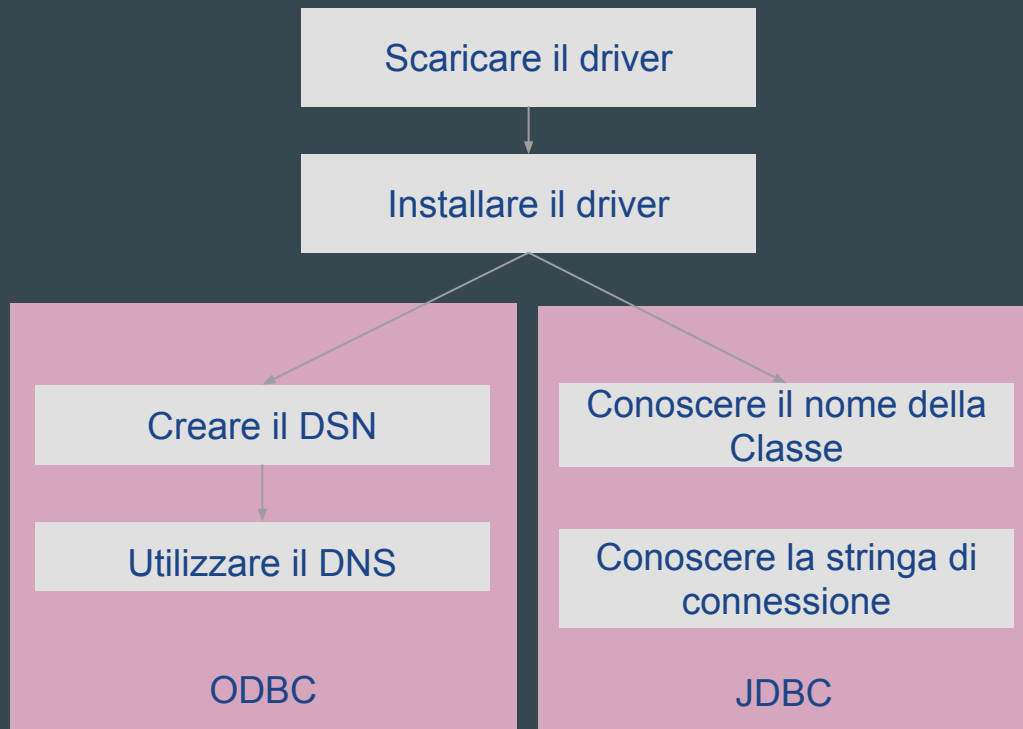 Scaricare il driver
Installare il driver
Creare il DSN
Utilizzare il DNS
ODBC
Conoscere il nome della
Classe
Conoscere la stringa di
connessione
JDBC